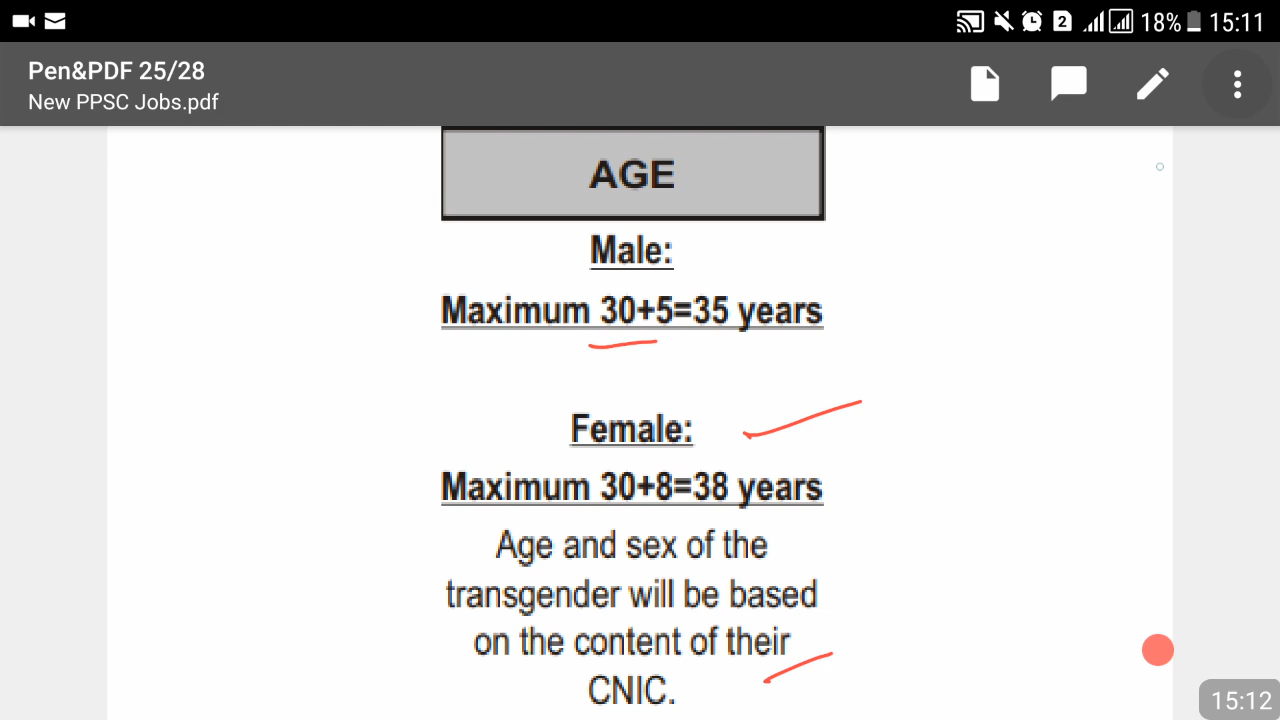 2 18% 15:11
Pen&PDF 25/28
New PPSC Jobs.pdf
AGE
Male:
Maximum 30+5=35 years
Female:
Maximum 30+8=38 years
Age and sex of the
transgender will be based
on the content of their
CNIC.
15:12